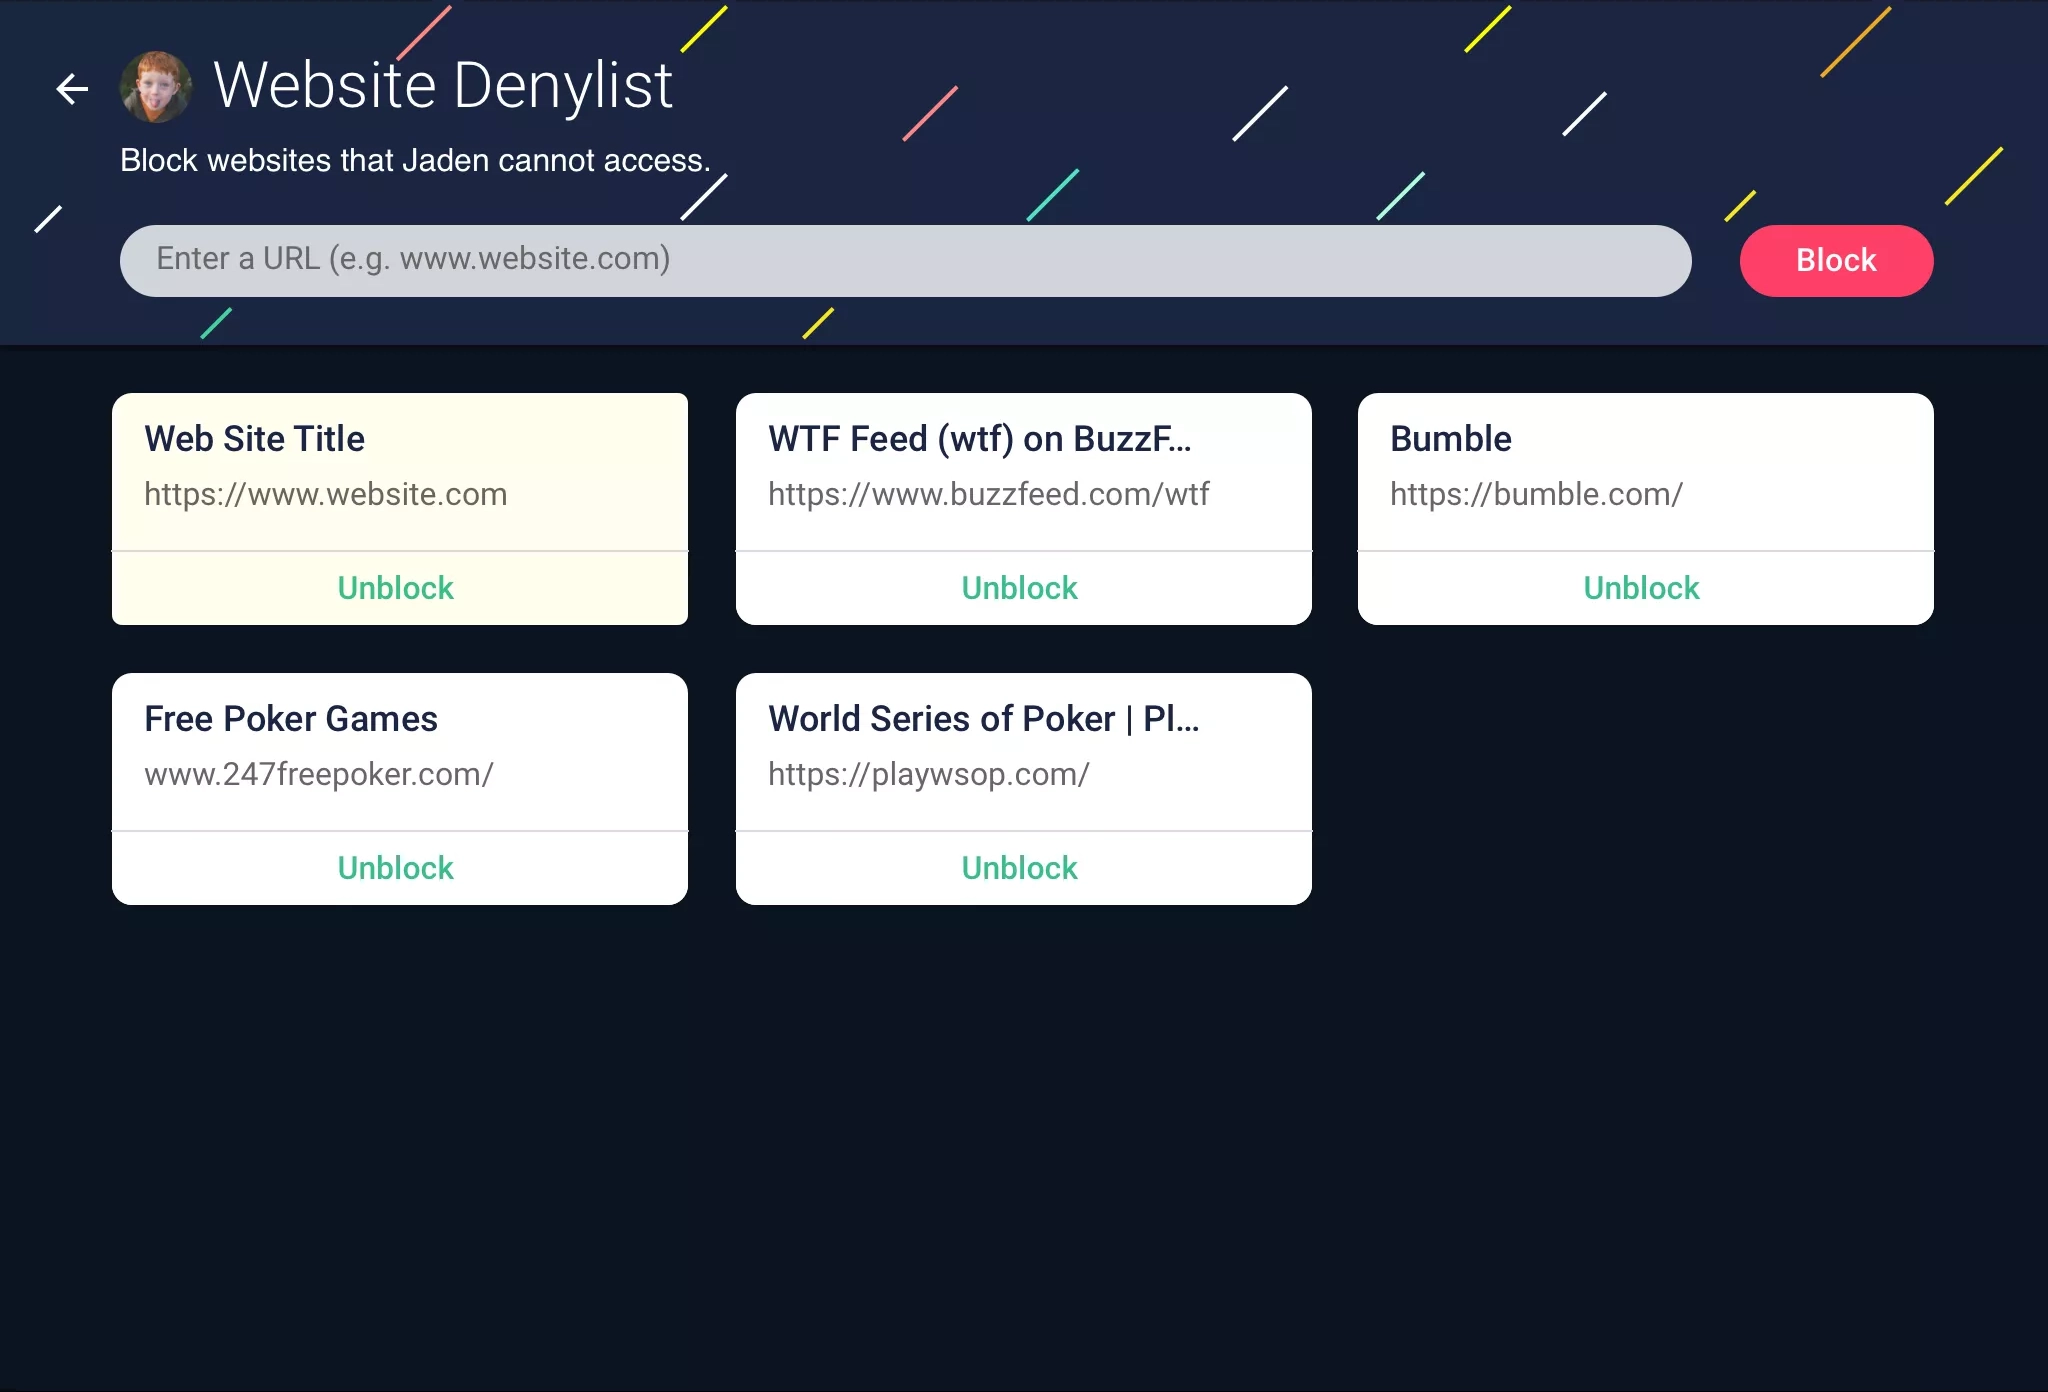 Website Denylist
Block websites that Jaden cannot access.
Enter a URL (e.g. www.website.com)
Block
Web Site Title
https://www.website.com
Unblock
WTF Feed (wtf) on BuzzF...
https://www.buzzfeed.com/wtf
Unblock
Bumble
https://bumble.com/
Unblock
Free Poker Games
www.247freepoker.com/
Unblock
World Series of Poker | Pl...
https://playwsop.com/
Unblock